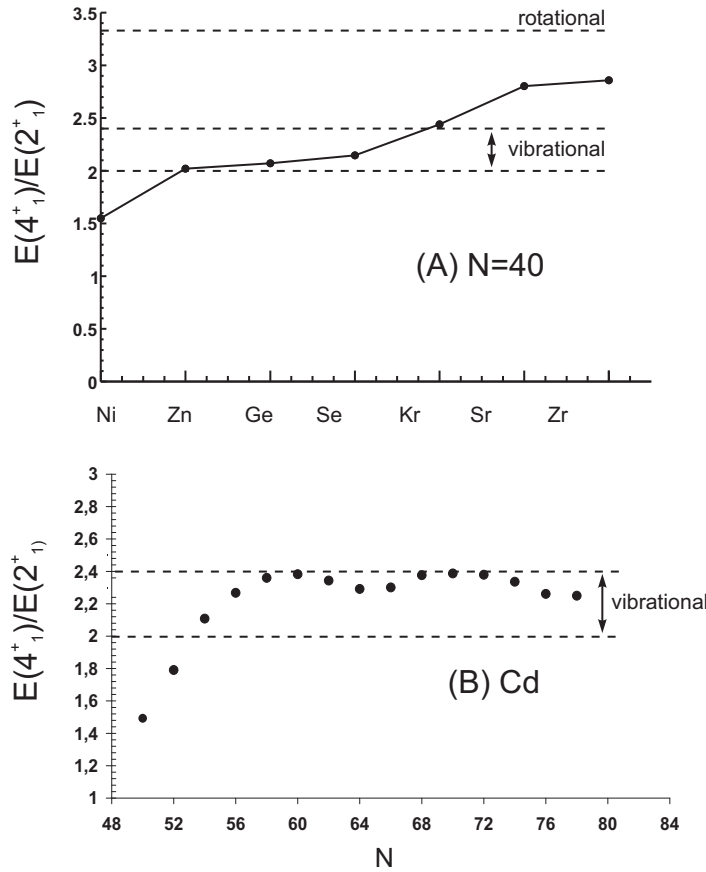 3.5
rotational
3
2.5
vibrational
2
1.5
(A) N=40
1
0.5
0
E(4⁺₁)/E(2⁺₁)
Ni Zn Ge Se Kr Sr Zr
3
2,8
2,6
2,4
2,2
vibrational
2
1,8
(B) Cd
1,6
1,4
1,2
1
E(4⁺₁)/E(2⁺₁)
48 52 56 60 64 68 72 76 80 84
N